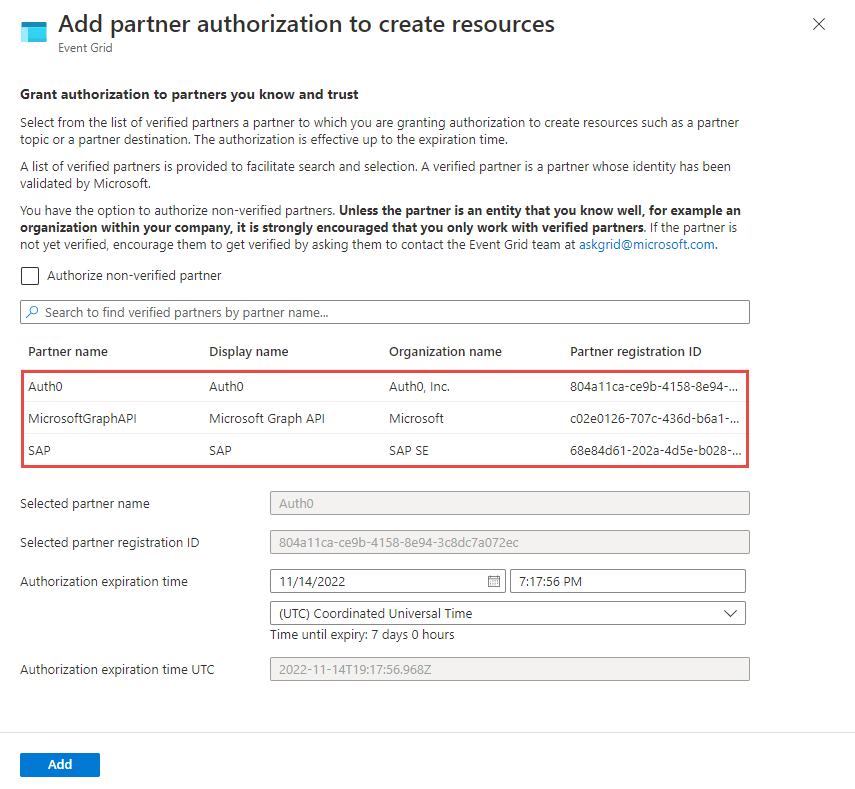 Add partner authorization to create resources
Event Grid
Grant authorization to partners you know and trust
Select from the list of verified partners a partner to which you are granting authorization to create resources such as a partner
topic or a partner destination. The authorization is effective up to the expiration time.
A list of verified partners is provided to facilitate search and selection. A verified partner is a partner whose identity has been
validated by Microsoft.
You have the option to authorize non-verified partners. Unless the partner is an entity that you know well, for example an
organization within your company, it is strongly encouraged that you only work with verified partners. If the partner is
not yet verified, encourage them to get verified by asking them to contact the Event Grid team at askgrid@microsoft.com.
Authorize non-verified partner
Search to find verified partners by partner name...
Partner name Display name Organization name Partner registration ID
Auth0 Auth0 Auth0, Inc. 804a11ca-ce9b-4158-8e94-...
MicrosoftGraphAPI Microsoft Graph API Microsoft c02e0126-707c-436d-b6a1-...
SAP SAP SAP SE 68e84d61-202a-4d5e-b028-...
Selected partner name Auth0
Selected partner registration ID 804a11ca-ce9b-4158-8e94-3c8dc7a072ec
Authorization expiration time 11/14/2022 7:17:56 PM
(UTC) Coordinated Universal Time
Time until expiry: 7 days 0 hours
Authorization expiration time UTC 2022-11-14T19:17:56.968Z
Add